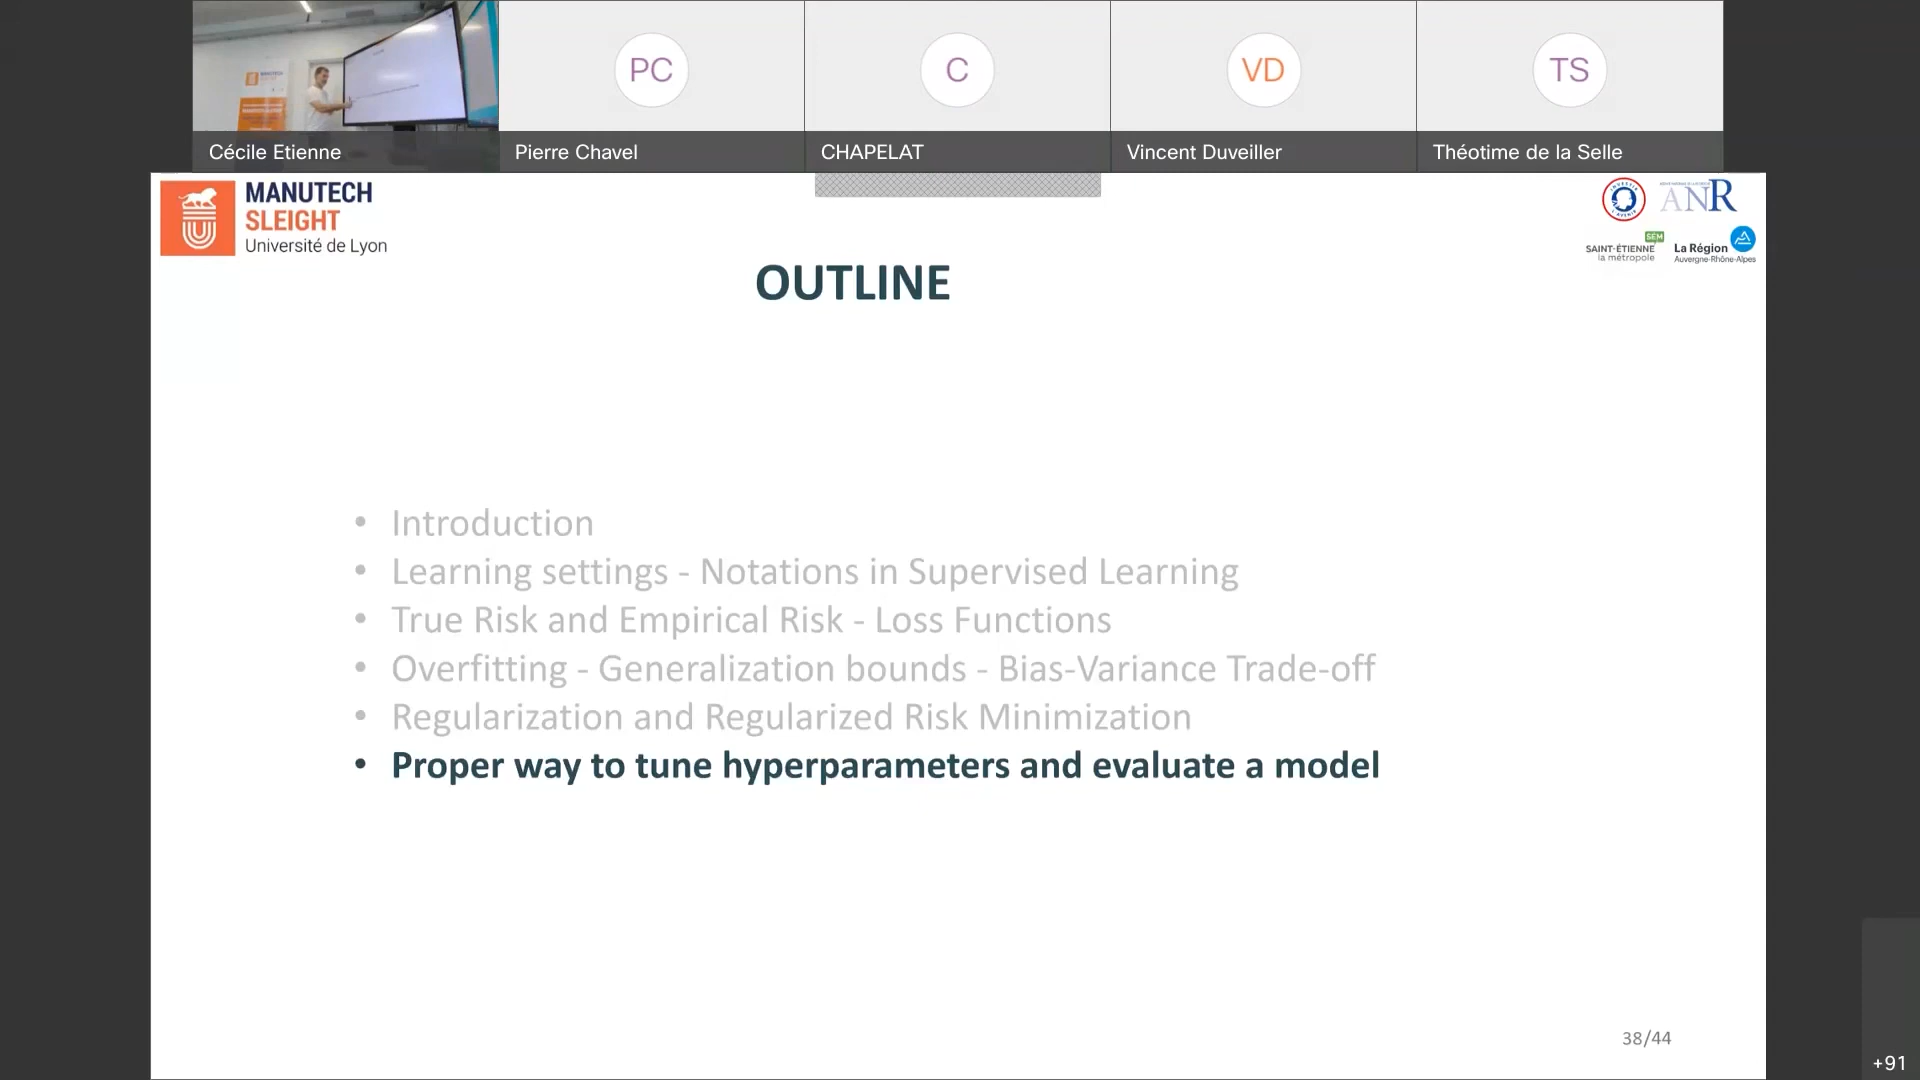 PC
C
VD
TS
Cécile Etienne
Pierre Chavel
CHAPELAT
Vincent Duveiller
Théotime de la Selle
MANUTECH
SLEIGHT
Université de Lyon
ANR
SEM
SAINT-ÉTIENNE
la métropole
La Région
Auvergne-Rhône-Alpes
OUTLINE
• Introduction
• Learning settings - Notations in Supervised Learning
• True Risk and Empirical Risk - Loss Functions
• Overfitting - Generalization bounds - Bias-Variance Trade-off
• Regularization and Regularized Risk Minimization
• Proper way to tune hyperparameters and evaluate a model
38/44
+91